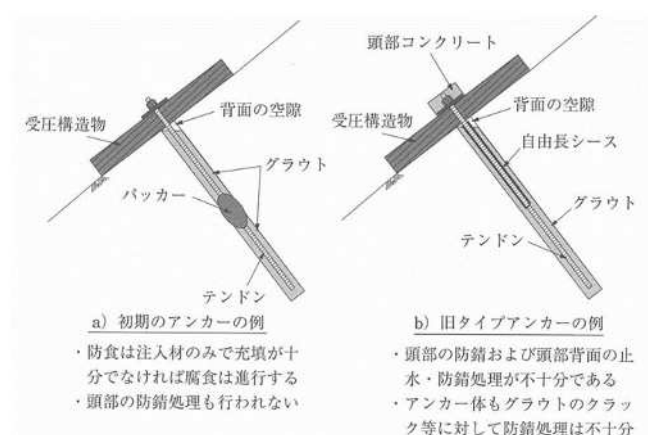 受圧構造物
背面の空隙
グラウト
パッカー
テンドン
a）初期のアンカーの例
・防食は注入材のみで充填が十
分でなければ腐食は進行する
・頭部の防錆処理も行われない
頭部コンクリート
受圧構造物
背面の空隙
自由長シース
グラウト
テンドン
b）旧タイプアンカーの例
・頭部の防錆および頭部背面の止
水・防錆処理が不十分である
・アンカー体もグラウトのクラッ
ク等に対して防錆処理は不十分